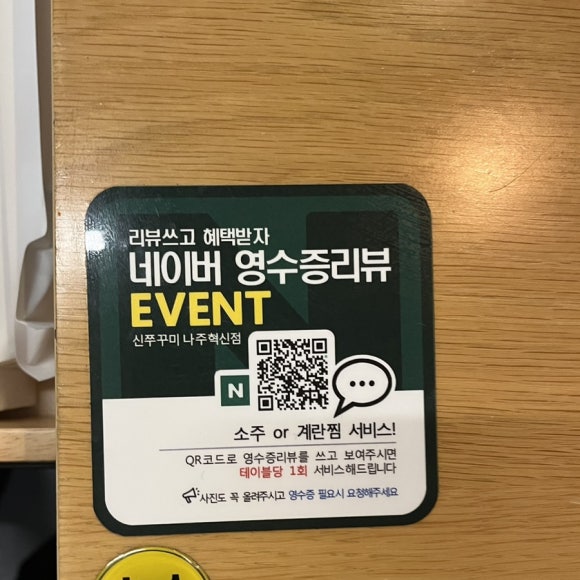 리뷰쓰고 혜택받자
네이버 영수증리뷰
EVENT
신쭈꾸미 나주혁신점
N
소주 or 계란찜 서비스!
QR코드로 영수증리뷰를 쓰고 보여주시면
테이블당 1회 서비스해드립니다
사진도 꼭 올려주시고 영수증 필요시 요청해주세요